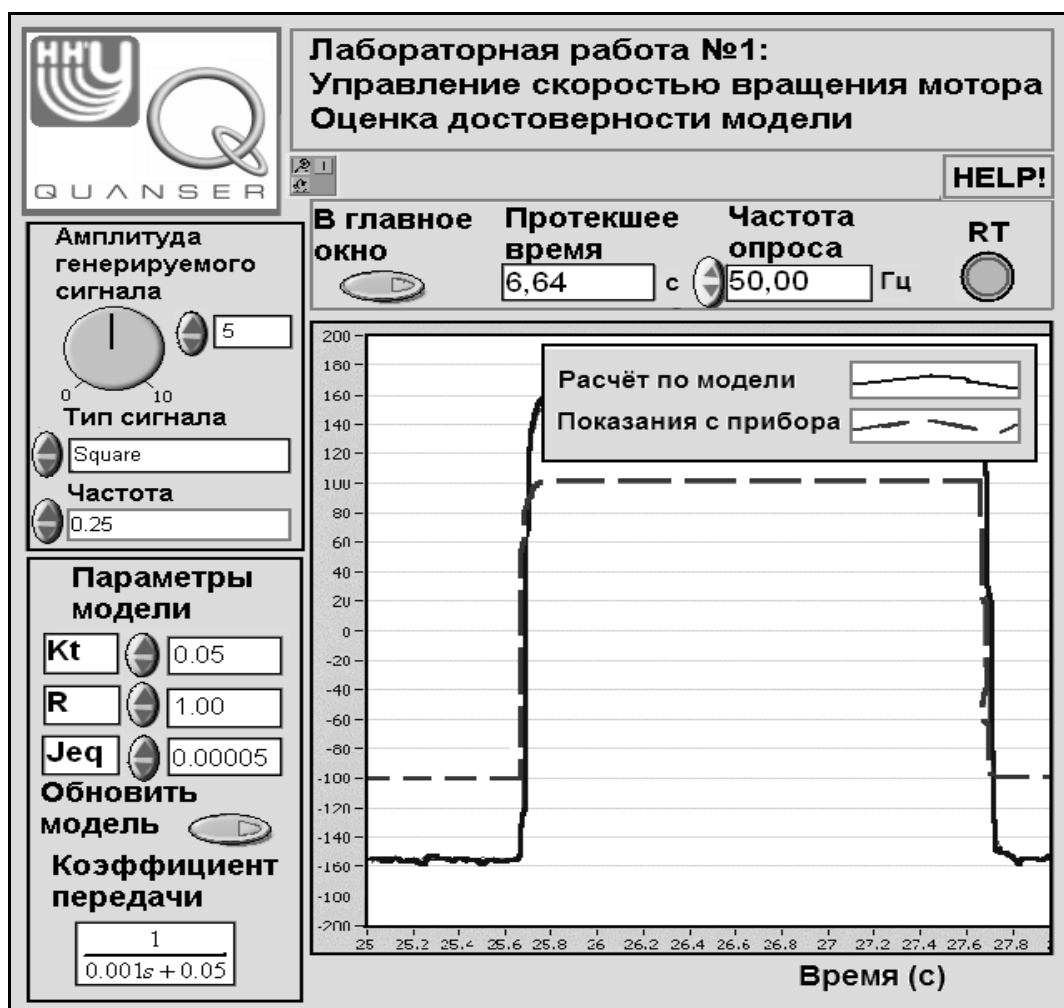 ННГУ
QUANSER
Лабораторная работа №1:
Управление скоростью вращения мотора
Оценка достоверности модели
HELP!
В главное
окно
Протекшее
время
6,64 с
Частота
опроса
50,00 Гц
RT
Амплитуда
генерируемого
сигнала
5
0 10
Тип сигнала
Square
Частота
0.25
Параметры
модели
Kt 0.05
R 1.00
Jeq 0.00005
Обновить
модель
Коэффициент
передачи
1
0.001s + 0.05
Расчёт по модели
Показания с прибора
200
180
160
140
120
100
80
60
40
20
0
-20
-40
-60
-80
-100
-120
-140
-160
-100
-200
25 25.2 25.4 25.6 25.8 26 26.2 26.4 26.6 26.8 27 27.2 27.4 27.6 27.8
Время (с)